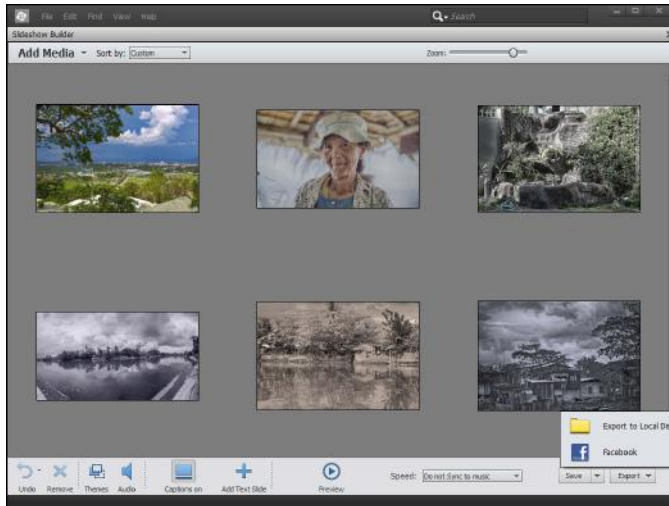 File Edit Find View Help
Search
Slideshow Builder
Add Media Sort by: Custom
Zoom:
Export to Local De
Facebook
Undo Remove Themes Audio Captions on Add Text Slide Preview Speed: Do not Sync to music Save Export